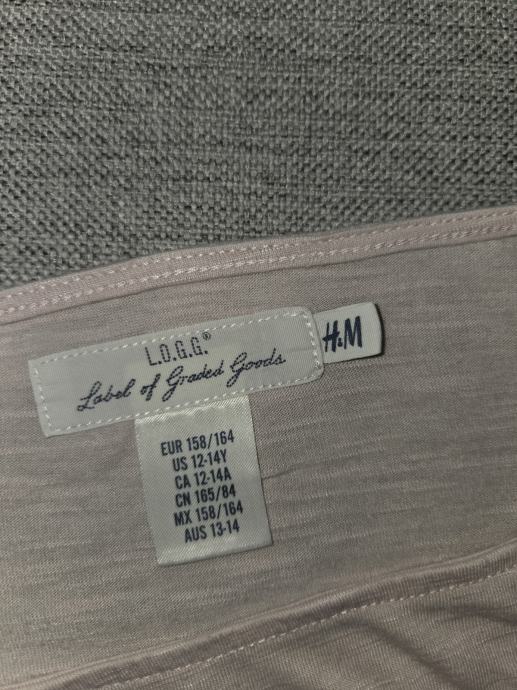 L.O.G.G.®
Label of Graded Goods
H&M
EUR 158/164
US 12-14Y
CA 12-14A
CN 165/84
MX 158/164
AUS 13-14